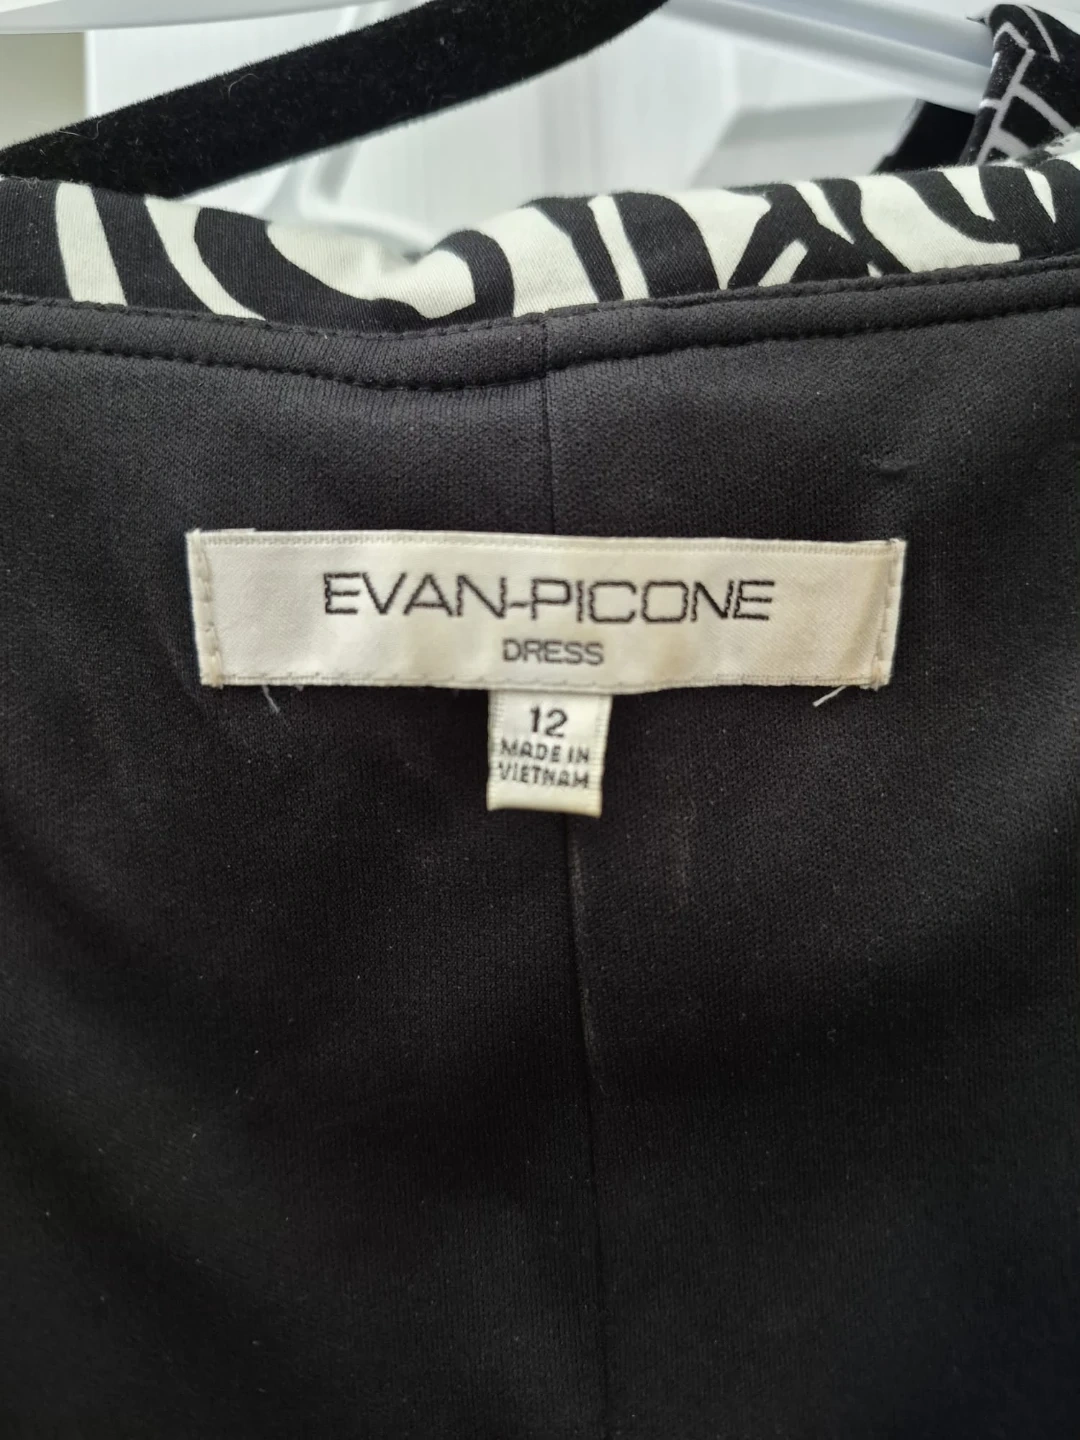 EVAN-PICONE
DRESS
12
MADE IN
VIETNAM